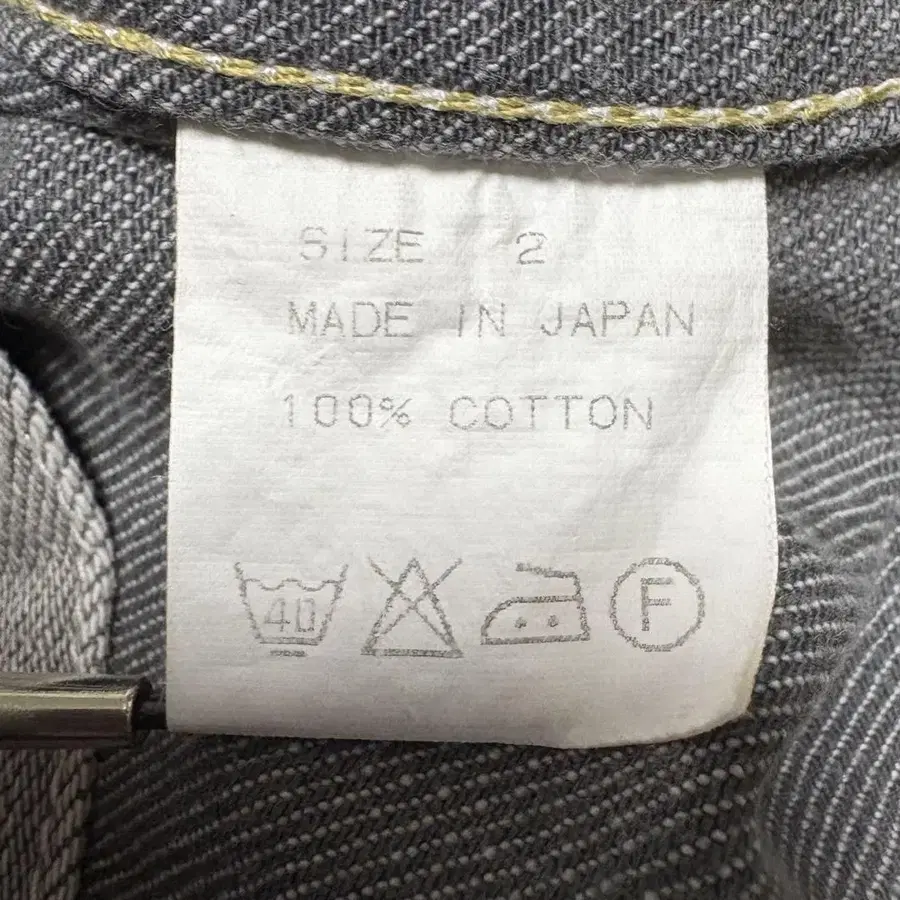 SIZE 2
MADE IN JAPAN
100% COTTON
40 F